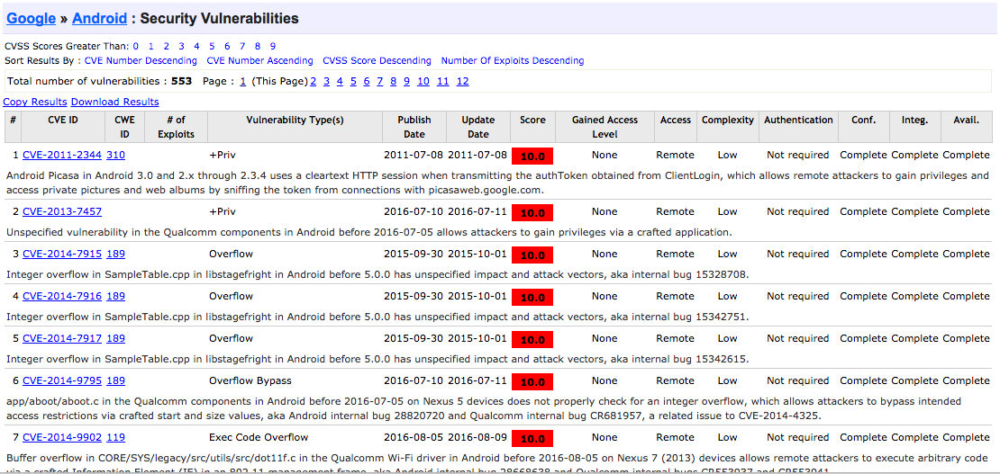 Google » Android : Security Vulnerabilities
CVSS Scores Greater Than: 0 1 2 3 4 5 6 7 8 9
Sort Results By : CVE Number Descending CVE Number Ascending CVSS Score Descending Number Of Exploits Descending
Total number of vulnerabilities : 553 Page : 1 (This Page) 2 3 4 5 6 7 8 9 10 11 12
Copy Results Download Results
# CVE ID CWE ID # of Exploits Vulnerability Type(s) Publish Date Update Date Score Gained Access Level Access Complexity Authentication Conf. Integ. Avail.
1 CVE-2011-2344 310 +Priv 2011-07-08 2011-07-08 10.0 None Remote Low Not required Complete Complete Complete
Android Picasa in Android 3.0 and 2.x through 2.3.4 uses a cleartext HTTP session when transmitting the authToken obtained from ClientLogin, which allows remote attackers to gain privileges and
access private pictures and web albums by sniffing the token from connections with picasaweb.google.com.
2 CVE-2013-7457 +Priv 2016-07-10 2016-07-11 10.0 None Remote Low Not required Complete Complete Complete
Unspecified vulnerability in the Qualcomm components in Android before 2016-07-05 allows attackers to gain privileges via a crafted application.
3 CVE-2014-7915 189 Overflow 2015-09-30 2015-10-01 10.0 None Remote Low Not required Complete Complete Complete
Integer overflow in SampleTable.cpp in libstagefright in Android before 5.0.0 has unspecified impact and attack vectors, aka internal bug 15328708.
4 CVE-2014-7916 189 Overflow 2015-09-30 2015-10-01 10.0 None Remote Low Not required Complete Complete Complete
Integer overflow in SampleTable.cpp in libstagefright in Android before 5.0.0 has unspecified impact and attack vectors, aka internal bug 15342751.
5 CVE-2014-7917 189 Overflow 2015-09-30 2015-10-01 10.0 None Remote Low Not required Complete Complete Complete
Integer overflow in SampleTable.cpp in libstagefright in Android before 5.0.0 has unspecified impact and attack vectors, aka internal bug 15342615.
6 CVE-2014-9795 189 Overflow Bypass 2016-07-10 2016-07-11 10.0 None Remote Low Not required Complete Complete Complete
app/aboot/aboot.c in the Qualcomm components in Android before 2016-07-05 on Nexus 5 devices does not properly check for an integer overflow, which allows attackers to bypass intended
access restrictions via crafted start and size values, aka Android internal bug 28820720 and Qualcomm internal bug CR681957, a related issue to CVE-2014-4325.
7 CVE-2014-9902 119 Exec Code Overflow 2016-08-05 2016-08-09 10.0 None Remote Low Not required Complete Complete Complete
Buffer overflow in CORE/SYS/legacy/src/utils/src/dot11f.c in the Qualcomm Wi-Fi driver in Android before 2016-08-05 on Nexus 7 (2013) devices allows remote attackers to execute arbitrary code
via a crafted Information Element (IE) in an 802.11 management frame, aka Android internal bug 28668638 and Qualcomm internal bugs CR553937 and CR553941.